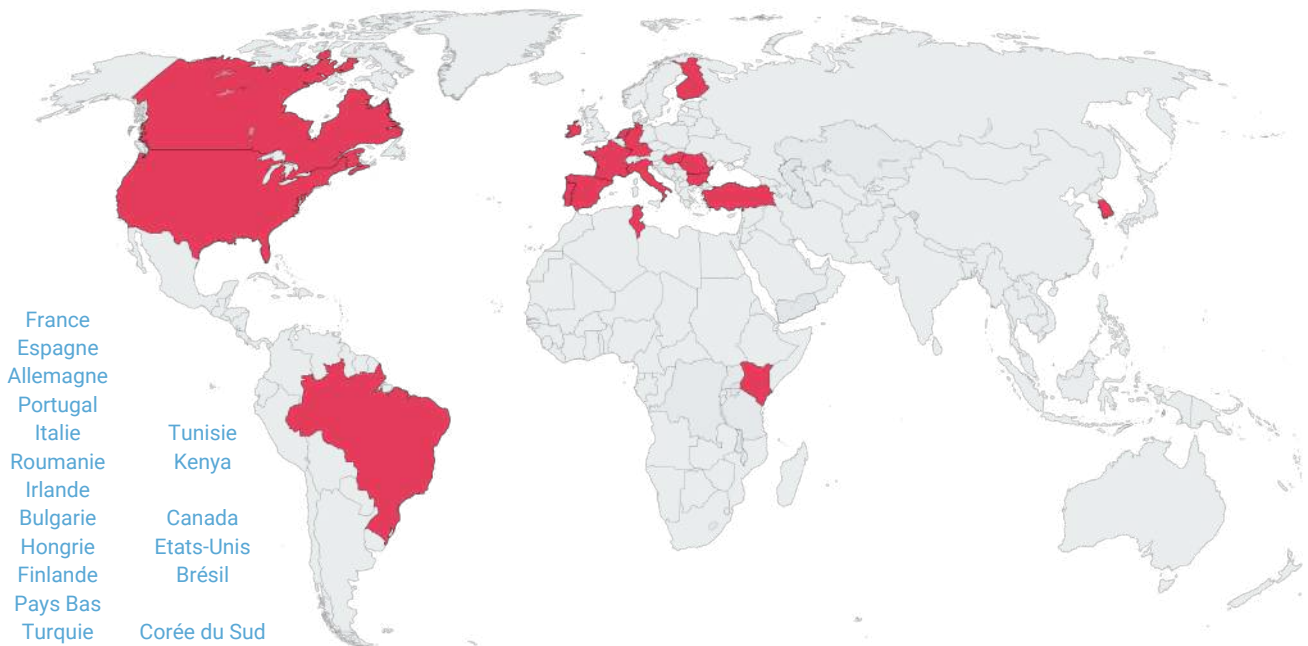 France
Espagne
Allemagne
Portugal
Italie
Roumanie
Irlande
Bulgarie
Hongrie
Finlande
Pays Bas
Turquie
Tunisie
Kenya
Canada
Etats-Unis
Brésil
Corée du Sud